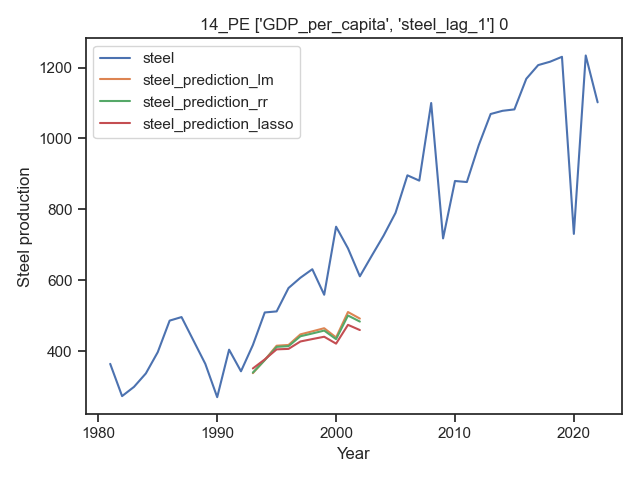 14_PE ['GDP_per_capita', 'steel_lag_1'] 0
steel
steel_prediction_lm
steel_prediction_rr
steel_prediction_lasso
1200
1000
800
600
400
Steel production
1980 1990 2000 2010 2020
Year